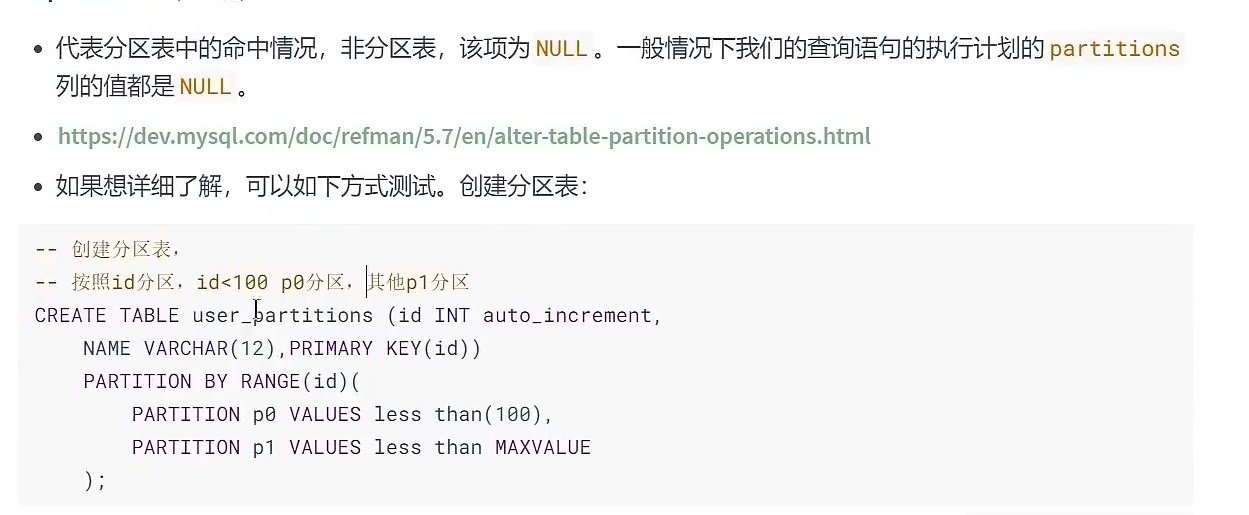 代表分区表中的命中情况，非分区表，该项为 NULL 。一般情况下我们的查询语句的执行计划的 partitions
列的值都是 NULL 。
https://dev.mysql.com/doc/refman/5.7/en/alter-table-partition-operations.html
如果想详细了解，可以如下方式测试。创建分区表：
-- 创建分区表，
-- 按照id分区，id<100 p0分区，其他p1分区
CREATE TABLE user_partitions (id INT auto_increment,
NAME VARCHAR(12),PRIMARY KEY(id))
PARTITION BY RANGE(id)(
PARTITION p0 VALUES less than(100),
PARTITION p1 VALUES less than MAXVALUE
);